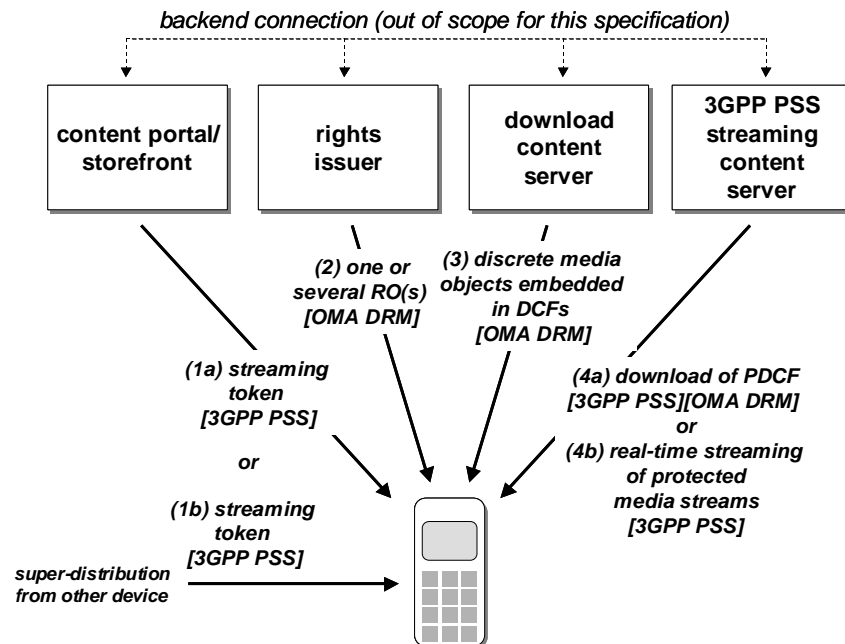 backend connection (out of scope for this specification)
content portal/
storefront
rights
issuer
download
content
server
3GPP PSS
streaming
content
server
(2) one or
several RO(s)
[OMA DRM]
(3) discrete media
objects embedded
in DCFs
[OMA DRM]
(1a) streaming
token
[3GPP PSS]
or
(1b) streaming
token
[3GPP PSS]
(4a) download of PDCF
[3GPP PSS][OMA DRM]
or
(4b) real-time streaming
of protected
media streams
[3GPP PSS]
super-distribution
from other device